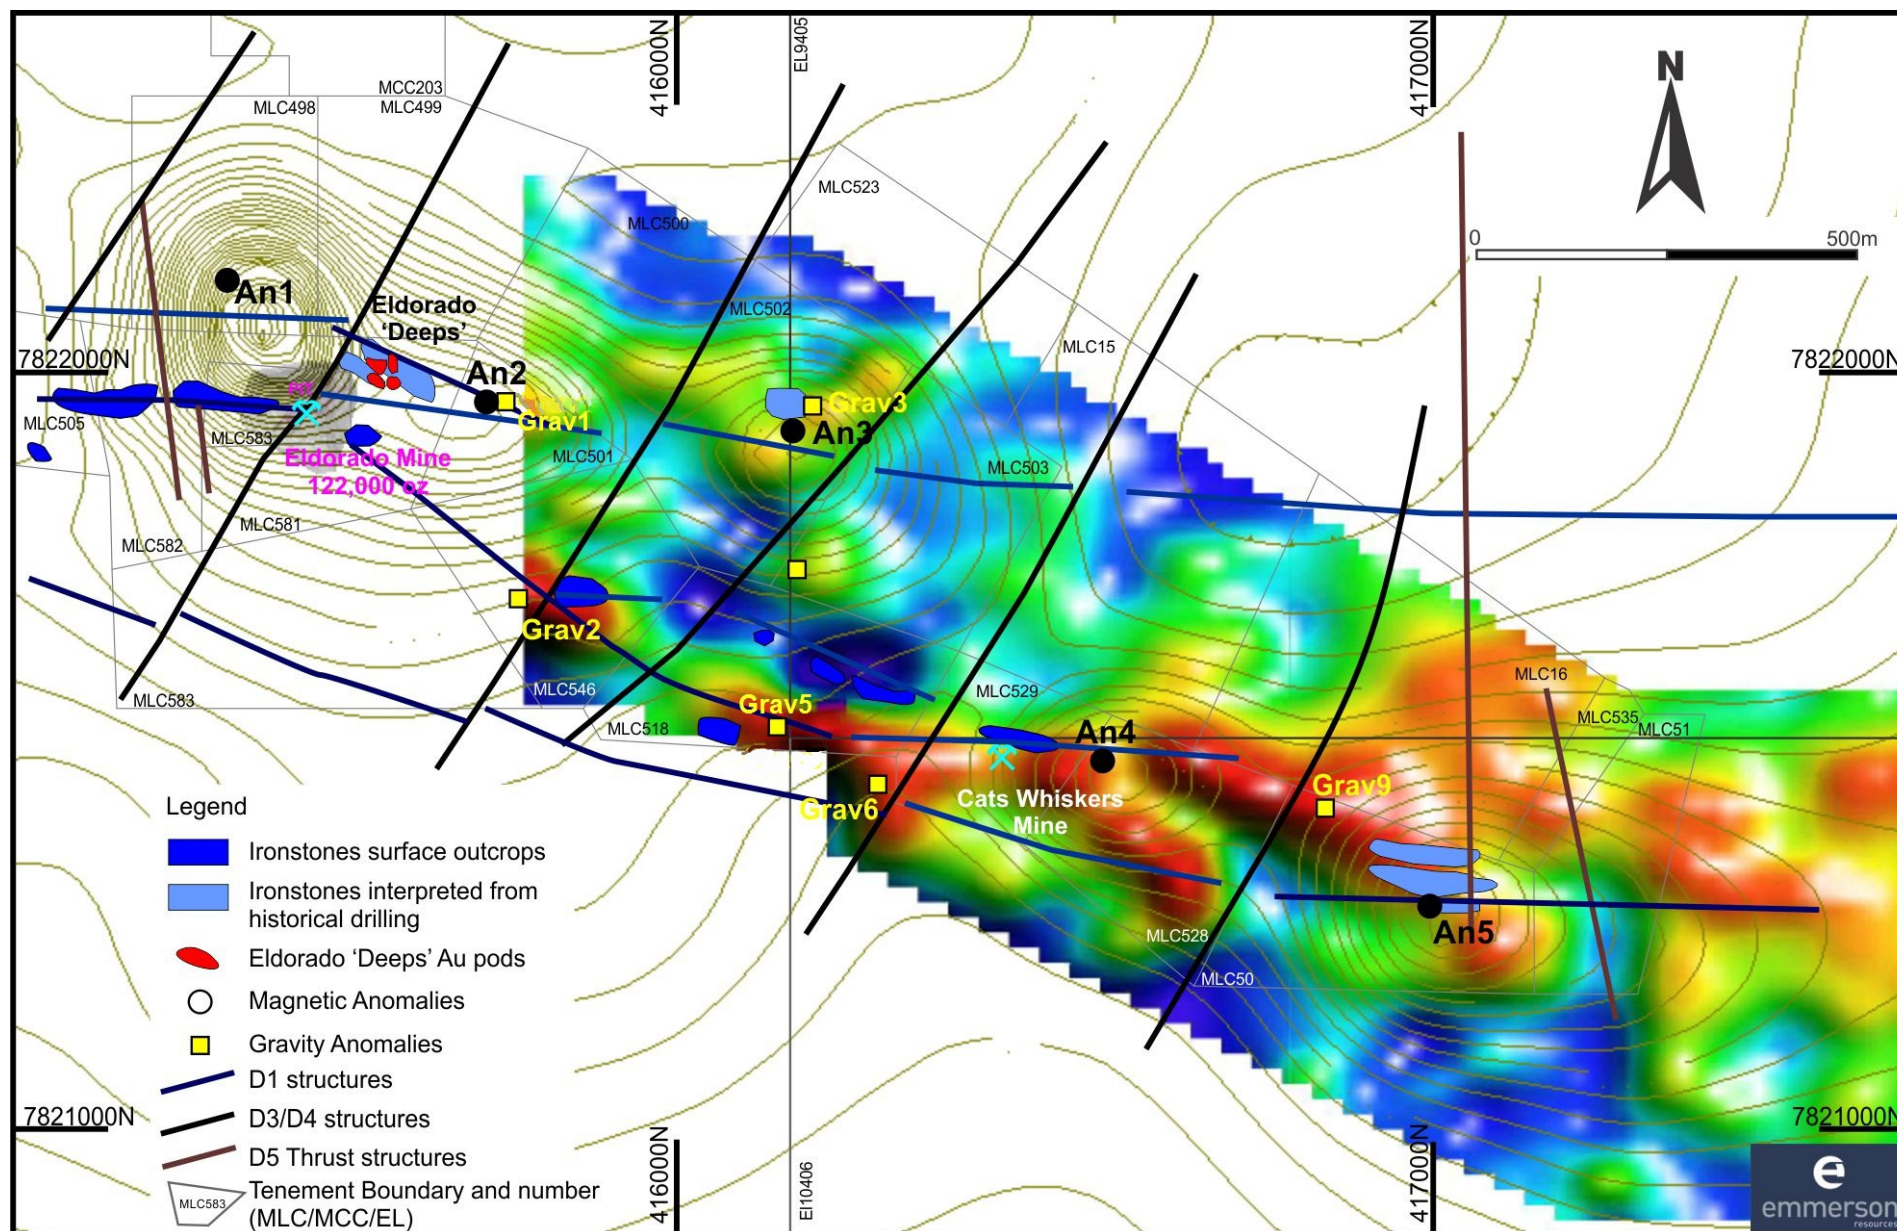 416000N
EL9405
417000N
N
MCC203
MLC498
MLC499
MLC523
MLC500
0
500m
An1
Eldorado
‘Deeps’
MLC502
MLC15
7822000N
7822000N
An2
Pit
Grav1
Grav3
An3
MLC505
MLC583
Eldorado Mine
122,000 oz
MLC501
MLC503
MLC581
MLC582
Grav2
MLC583
MLC546
MLC529
MLC16
Grav5
MLC518
An4
MLC535
MLC51
Grav6
Cats Whiskers
Mine
Grav9
An5
MLC528
MLC50
Legend
Ironstones surface outcrops
Ironstones interpreted from
historical drilling
Eldorado ‘Deeps’ Au pods
Magnetic Anomalies
Gravity Anomalies
D1 structures
D3/D4 structures
D5 Thrust structures
MLC583
Tenement Boundary and number
(MLC/MCC/EL)
7821000N
7821000N
416000N
El10406
417000N
emmerson
resources